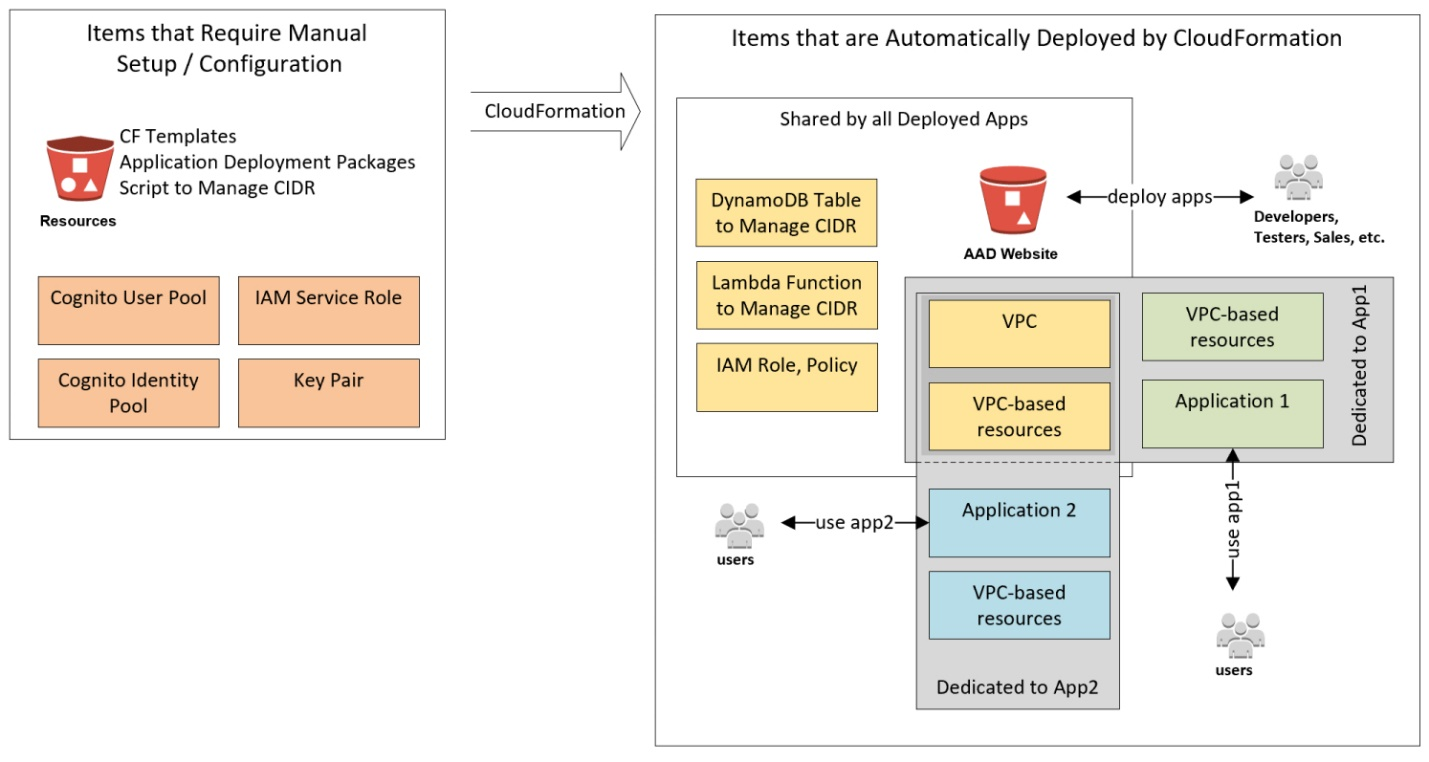 Items that Require Manual
Setup / Configuration
CF Templates
Application Deployment Packages
Script to Manage CIDR
Resources
Cognito User Pool
IAM Service Role
Cognito Identity
Pool
Key Pair
CloudFormation
Items that are Automatically Deployed by CloudFormation
Shared by all Deployed Apps
DynamoDB Table
to Manage CIDR
Lambda Function
to Manage CIDR
IAM Role, Policy
AAD Website
deploy apps
Developers,
Testers, Sales, etc.
VPC
VPC-based
resources
VPC-based
resources
Application 1
Dedicated to App1
users
use app2
Application 2
VPC-based
resources
Dedicated to App2
use app1
users